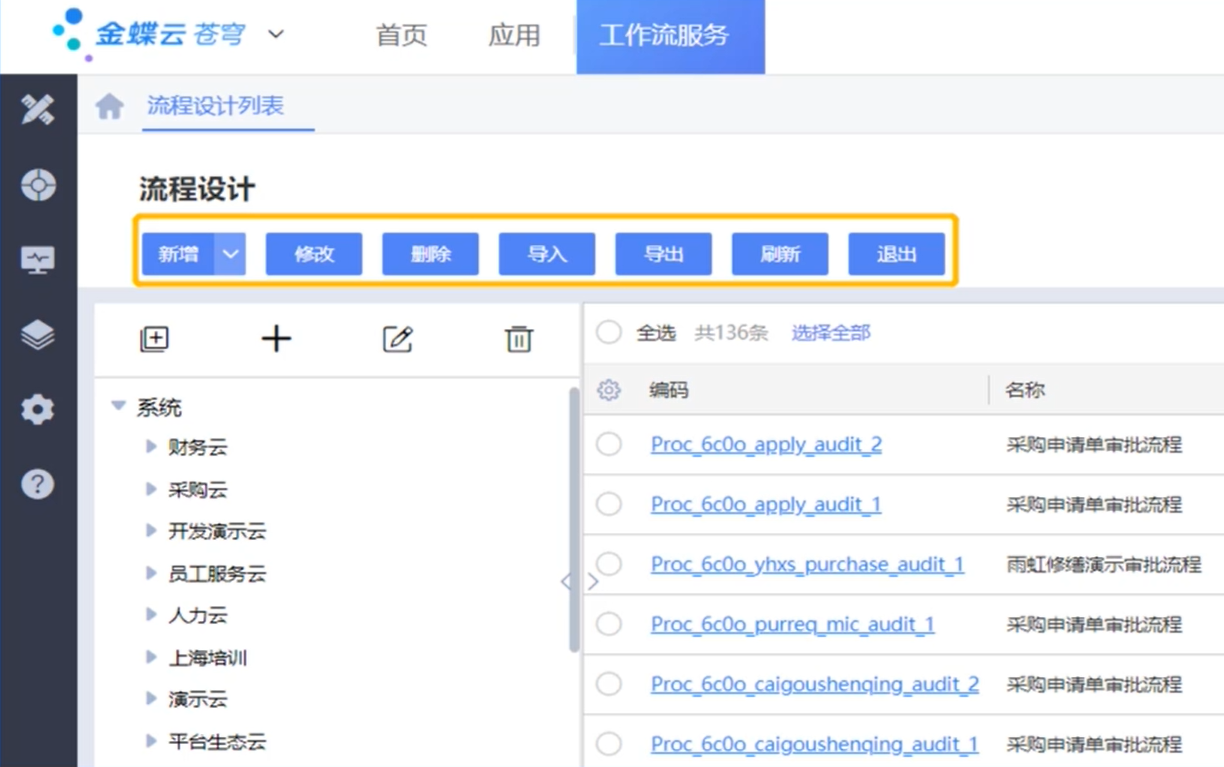 金蝶云 苍穹 首页 应用 工作流服务
流程设计列表
流程设计
新增 修改 删除 导入 导出 刷新 退出
全选 共136条 选择全部
编码 名称
系统
财务云
采购云
开发演示云
员工服务云
人力云
上海培训
演示云
平台生态云
Proc_6c0o_apply_audit_2 采购申请单审批流程
Proc_6c0o_apply_audit_1 采购申请单审批流程
Proc_6c0o_yhxs_purchase_audit_1 雨虹修缮演示审批流程
Proc_6c0o_purreq_mic_audit_1 采购申请单审批流程
Proc_6c0o_caigoushenqing_audit_2 采购申请单审批流程
Proc_6c0o_caigoushenqing_audit_1 采购申请单审批流程